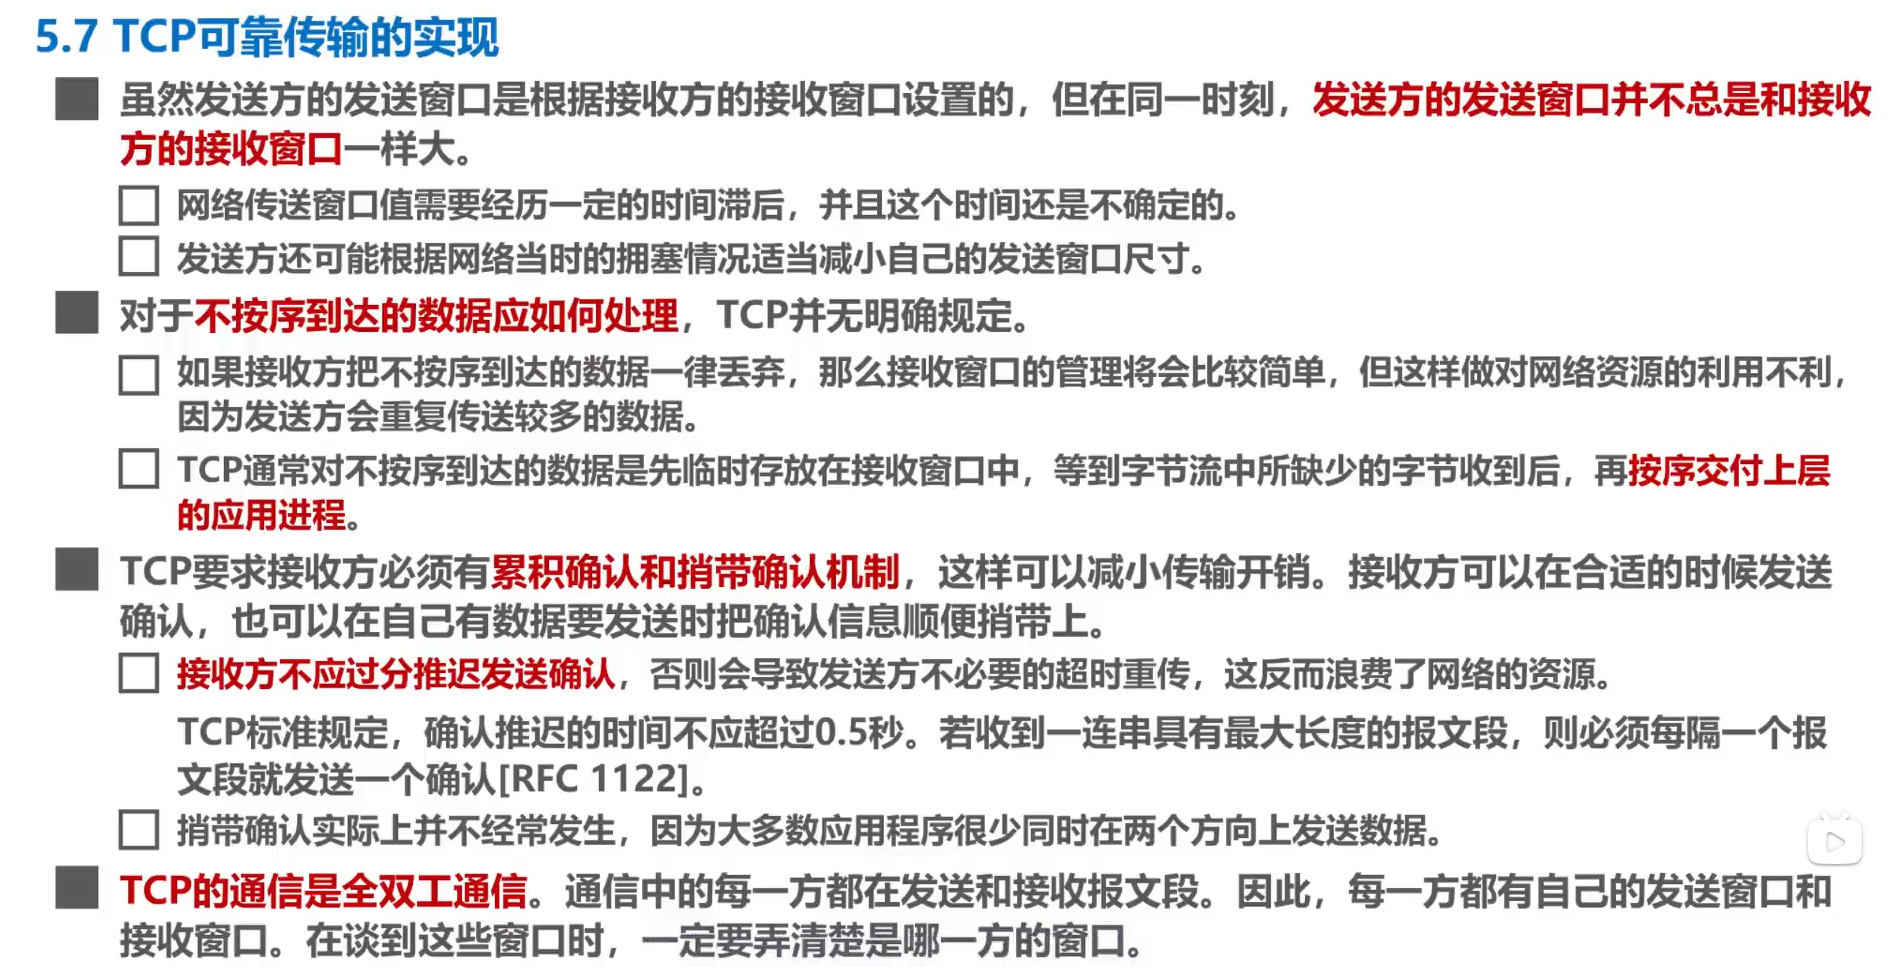 5.7 TCP可靠传输的实现
虽然发送方的发送窗口是根据接收方的接收窗口设置的，但在同一时刻，发送方的发送窗口并不总是和接收
方的接收窗口一样大。
网络传送窗口值需要经历一定的时间滞后，并且这个时间还是不确定的。
发送方还可能根据网络当时的拥塞情况适当减小自己的发送窗口尺寸。
对于不按序到达的数据应如何处理，TCP并无明确规定。
如果接收方把不按序到达的数据一律丢弃，那么接收窗口的管理将会比较简单，但这样做对网络资源的利用不利，
因为发送方会重复传送较多的数据。
TCP通常对不按序到达的数据是先临时存放在接收窗口中，等到字节流中所缺少的字节收到后，再按序交付上层
的应用进程。
TCP要求接收方必须有累积确认和捎带确认机制，这样可以减小传输开销。接收方可以在合适的时候发送
确认，也可以在自己有数据要发送时把确认信息顺便捎带上。
接收方不应过分推迟发送确认，否则会导致发送方不必要的超时重传，这反而浪费了网络的资源。
TCP标准规定，确认推迟的时间不应超过0.5秒。若收到一连串具有最大长度的报文段，则必须每隔一个报
文段就发送一个确认[RFC 1122]。
捎带确认实际上并不经常发生，因为大多数应用程序很少同时在两个方向上发送数据。
TCP的通信是全双工通信。通信中的每一方都在发送和接收报文段。因此，每一方都有自己的发送窗口和
接收窗口。在谈到这些窗口时，一定要弄清楚是哪一方的窗口。